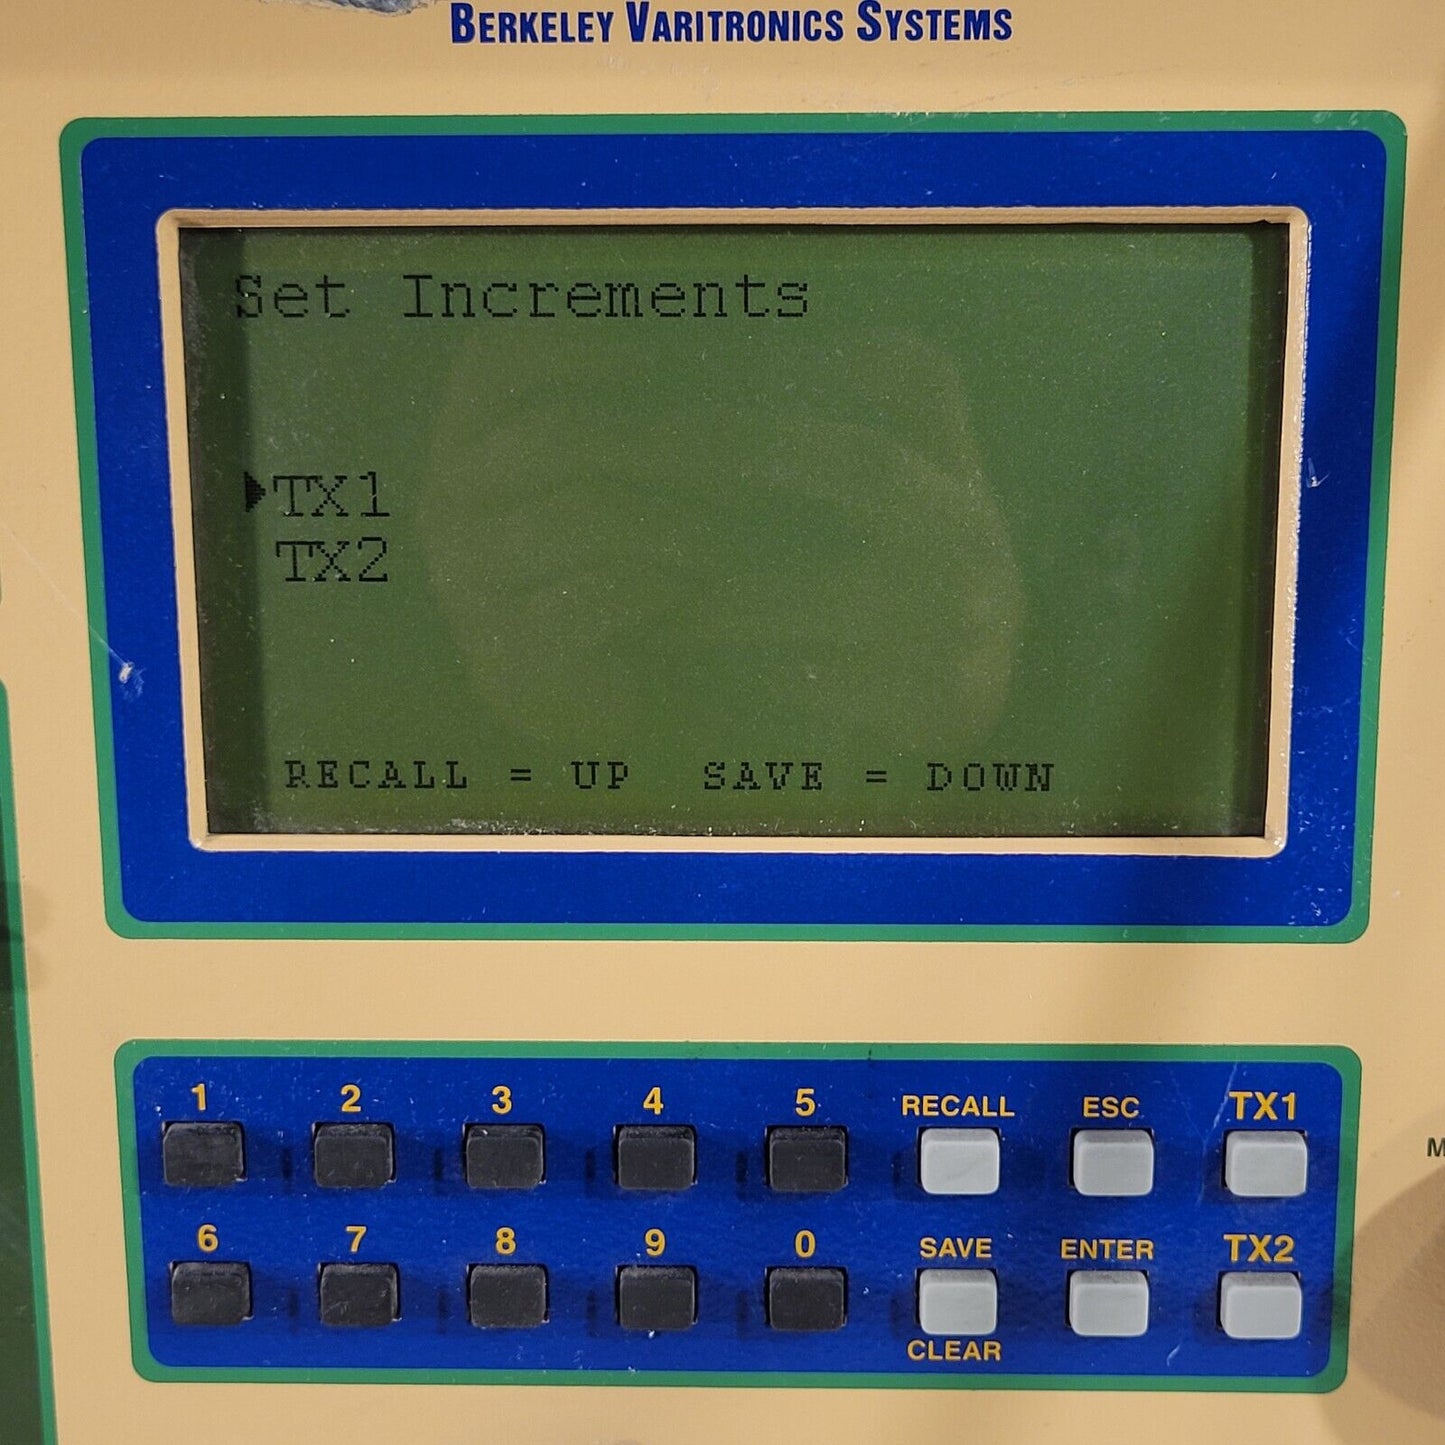 BERKELEY VARITRONICS SYSTEMS
Set Increments
TX1
TX2
RECALL = UP SAVE = DOWN
1 2 3 4 5 RECALL ESC TX1
6 7 8 9 0 SAVE ENTER TX2
CLEAR